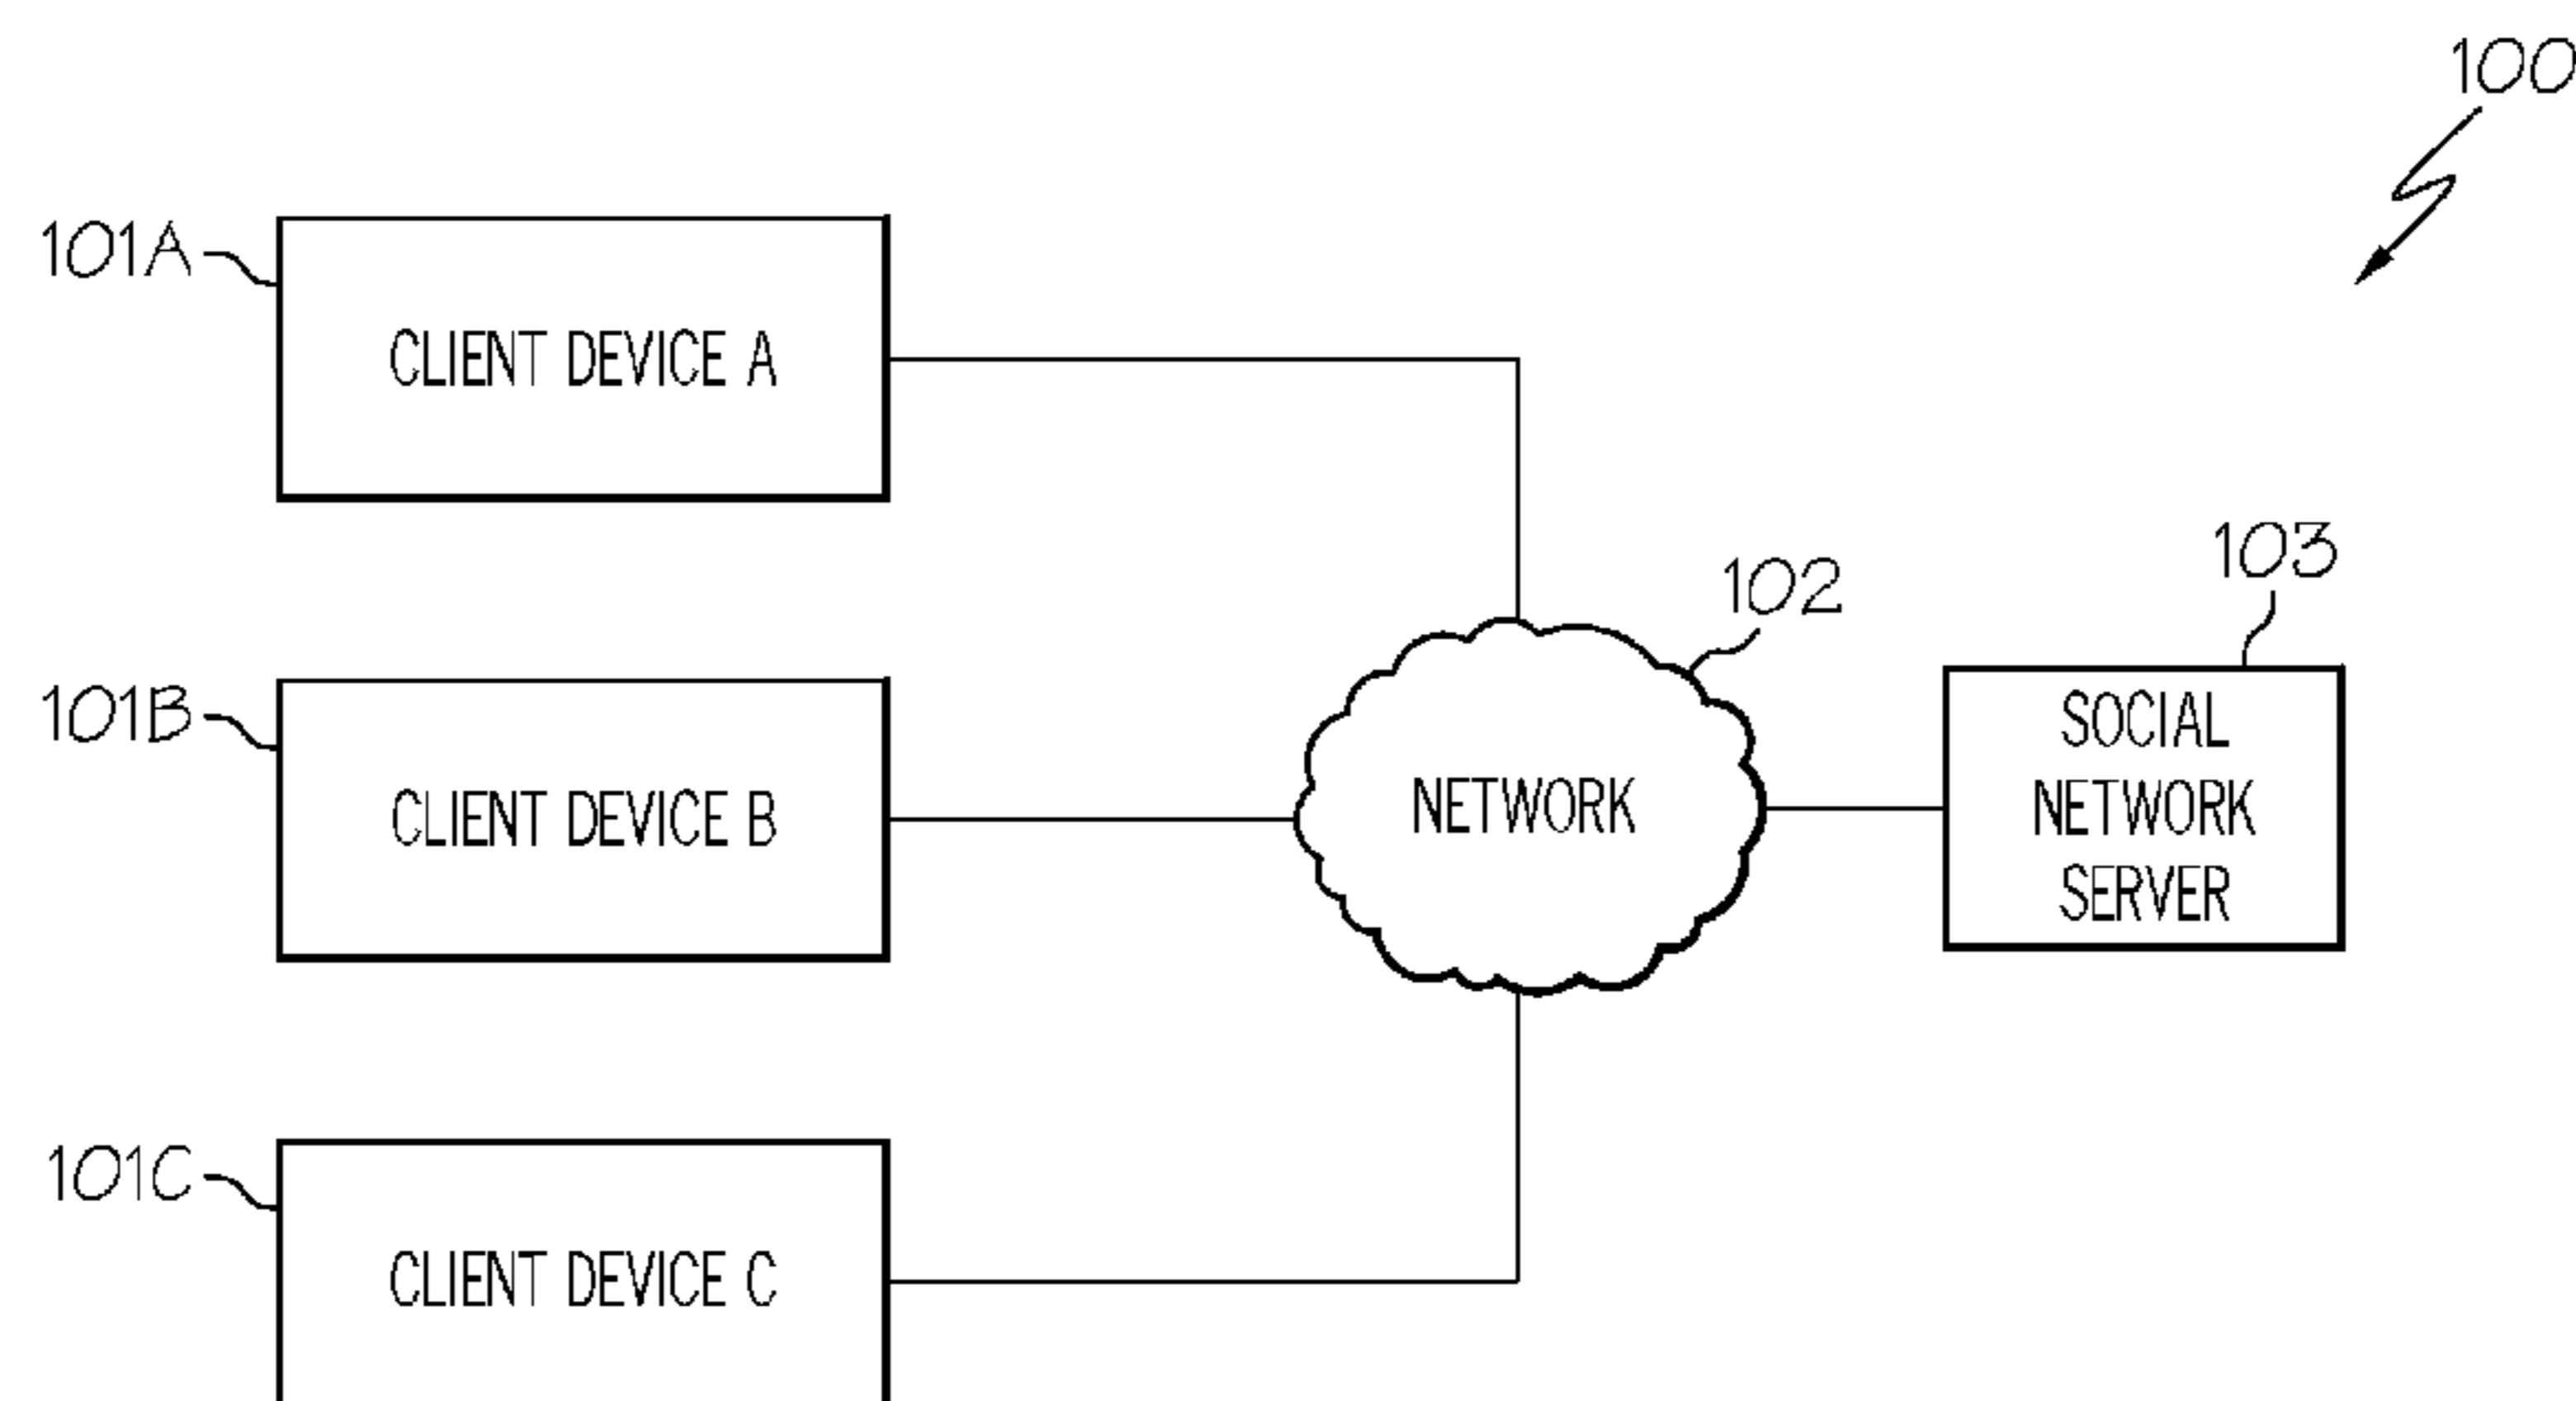 100
101A
CLIENT DEVICE A
103
102
101B
CLIENT DEVICE B
NETWORK
SOCIAL
NETWORK
SERVER
101C
CLIENT DEVICE C